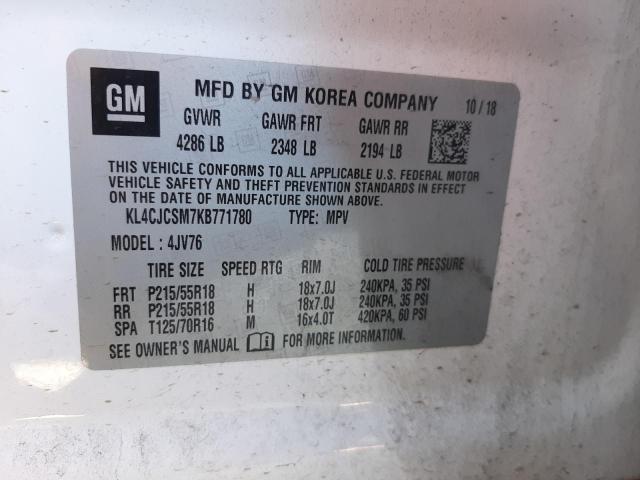 GM
MFD BY GM KOREA COMPANY 10/18
GVWR GAWR FRT GAWR RR
4286 LB 2348 LB 2194 LB
THIS VEHICLE CONFORMS TO ALL APPLICABLE U.S. FEDERAL MOTOR
VEHICLE SAFETY AND THEFT PREVENTION STANDARDS IN EFFECT
ON THE DATE OF MANUFACTURE SHOWN ABOVE.
KL4CJCSM7KB771780 TYPE: MPV
MODEL : 4JV76
TIRE SIZE SPEED RTG RIM COLD TIRE PRESSURE
FRT P215/55R18 H 18x7.0J 240KPA, 35 PSI
RR P215/55R18 H 18x7.0J 240KPA, 35 PSI
SPA T125/70R16 M 16x4.0T 420KPA, 60 PSI
SEE OWNER'S MANUAL FOR MORE INFORMATION.